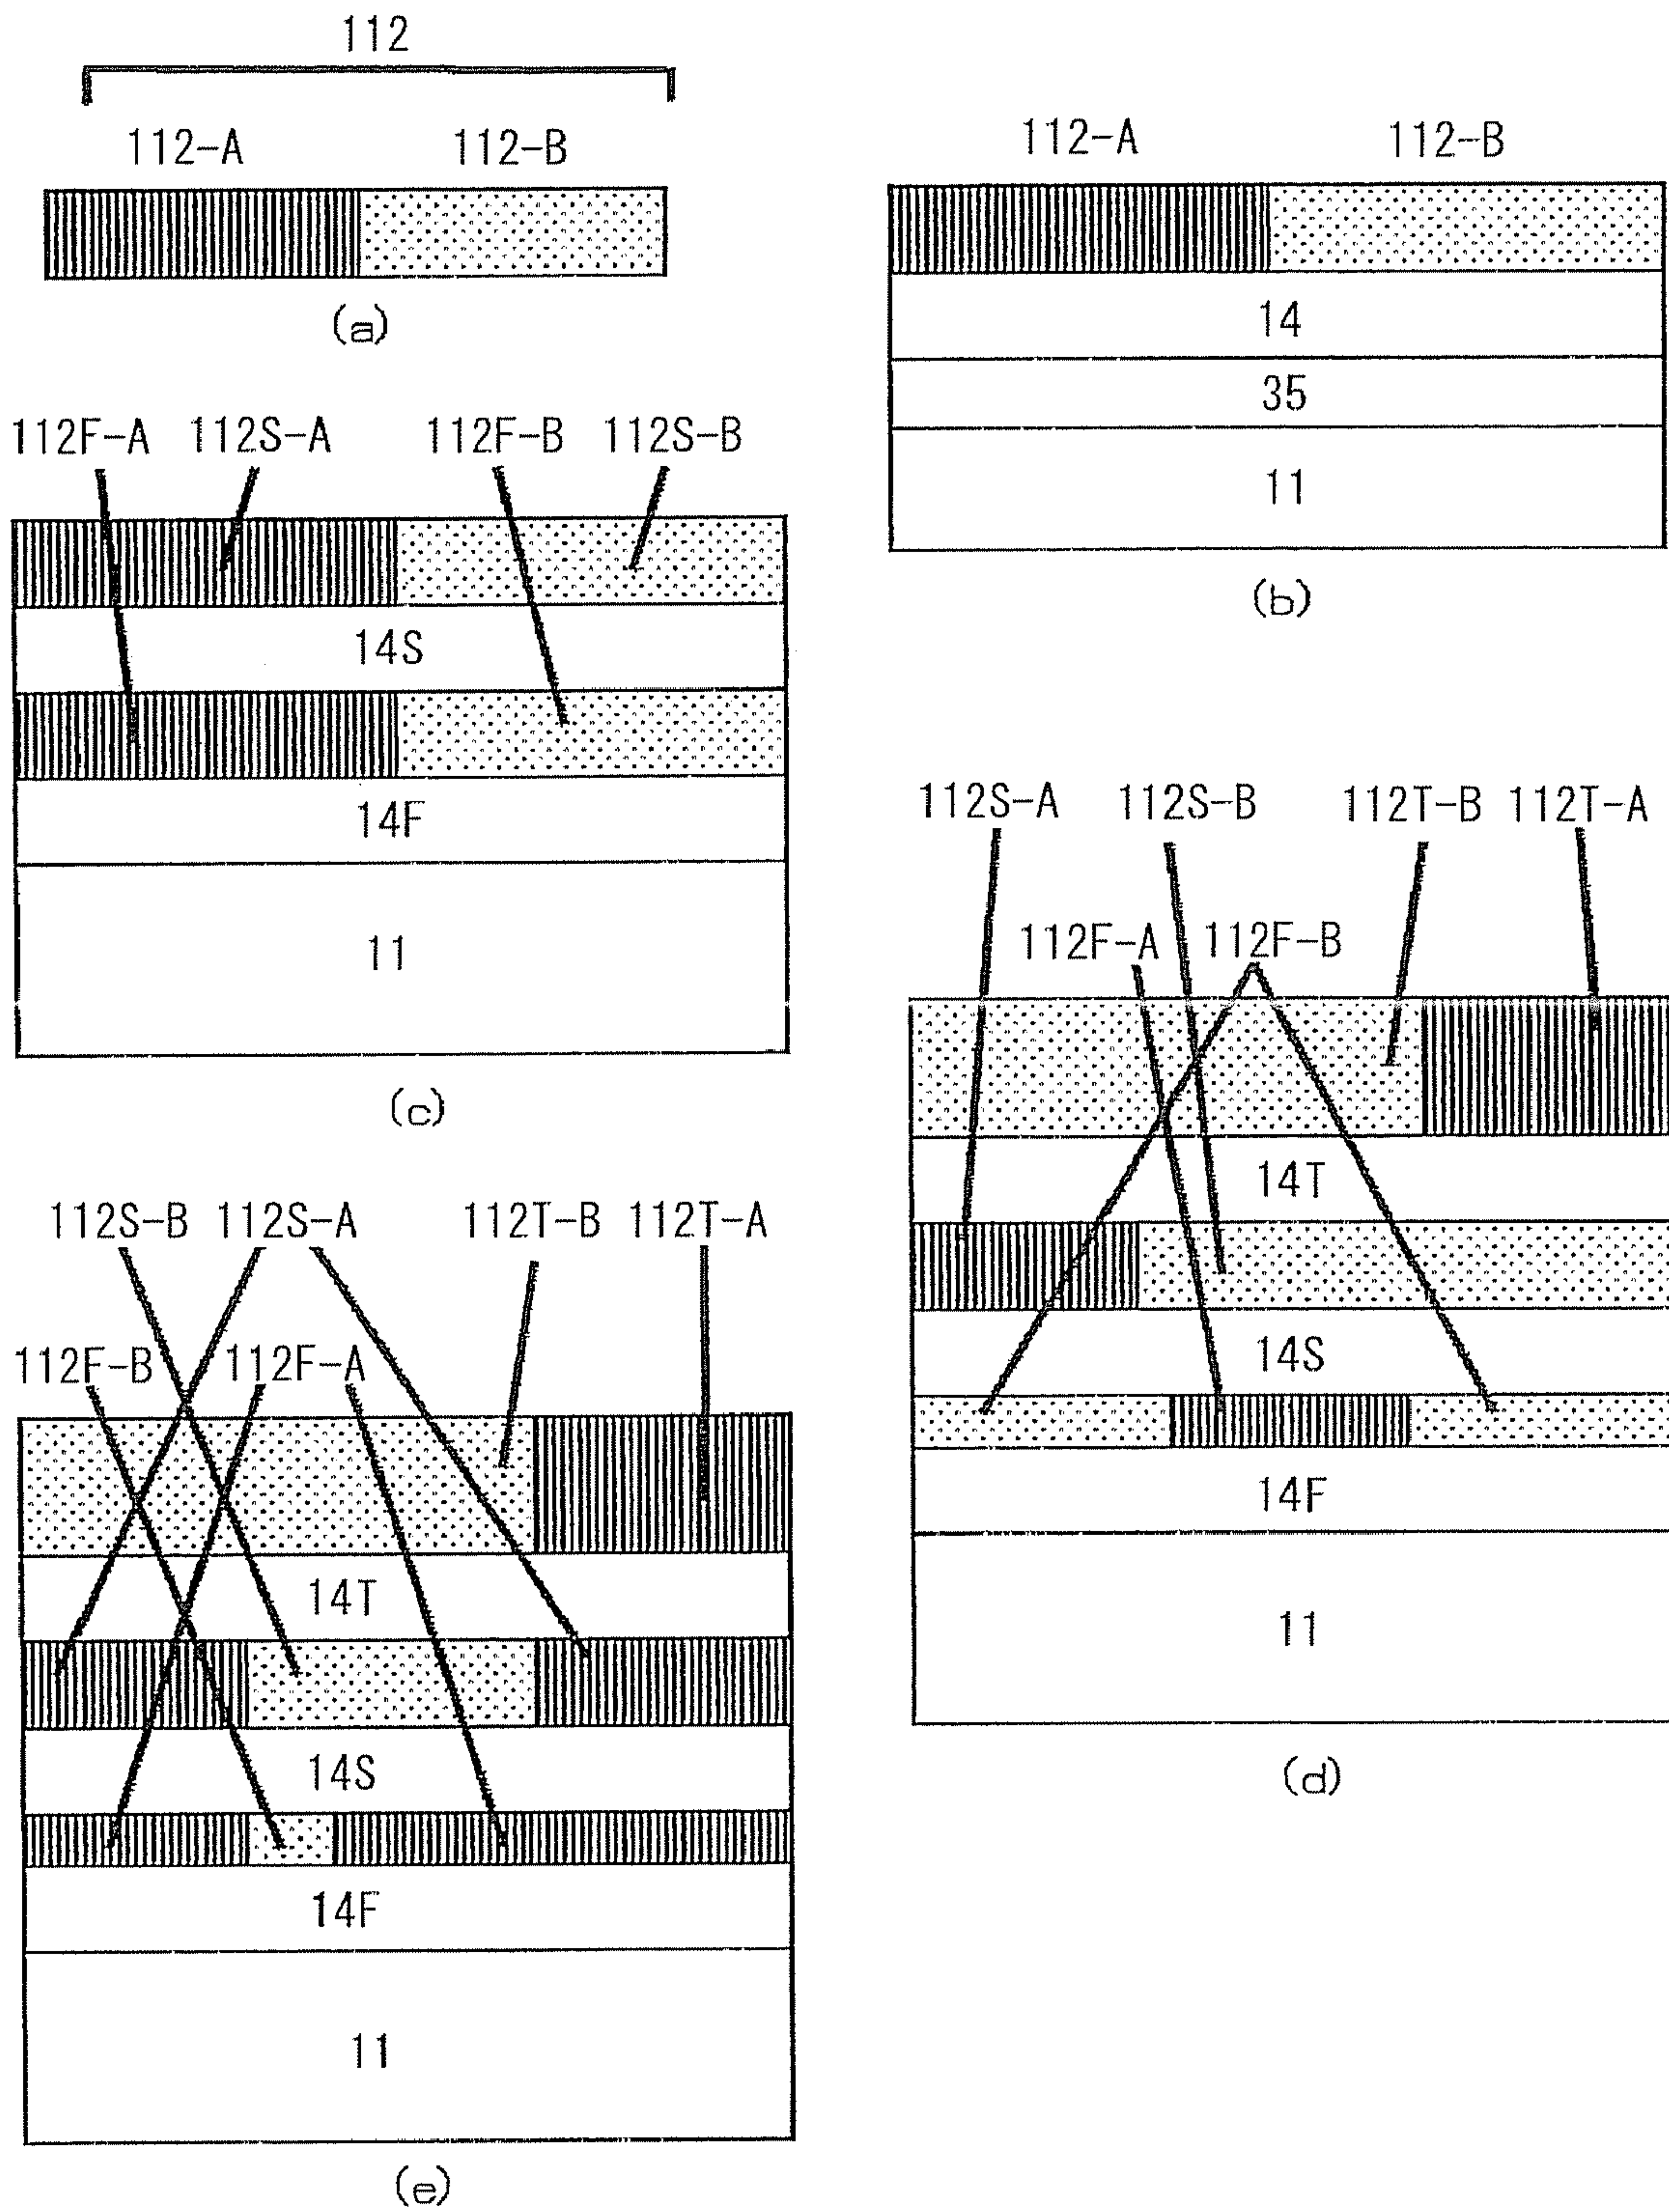 112
112-A 112-B
(a)
112-A 112-B
14
35
11
(b)
112F-A 112S-A 112F-B 112S-B
14S
14F
11
(c)
112S-A 112S-B 112T-B 112T-A
112F-A 112F-B
14T
14S
14F
11
(d)
112S-B 112S-A 112T-B 112T-A
112F-B 112F-A
14T
14S
14F
11
(e)